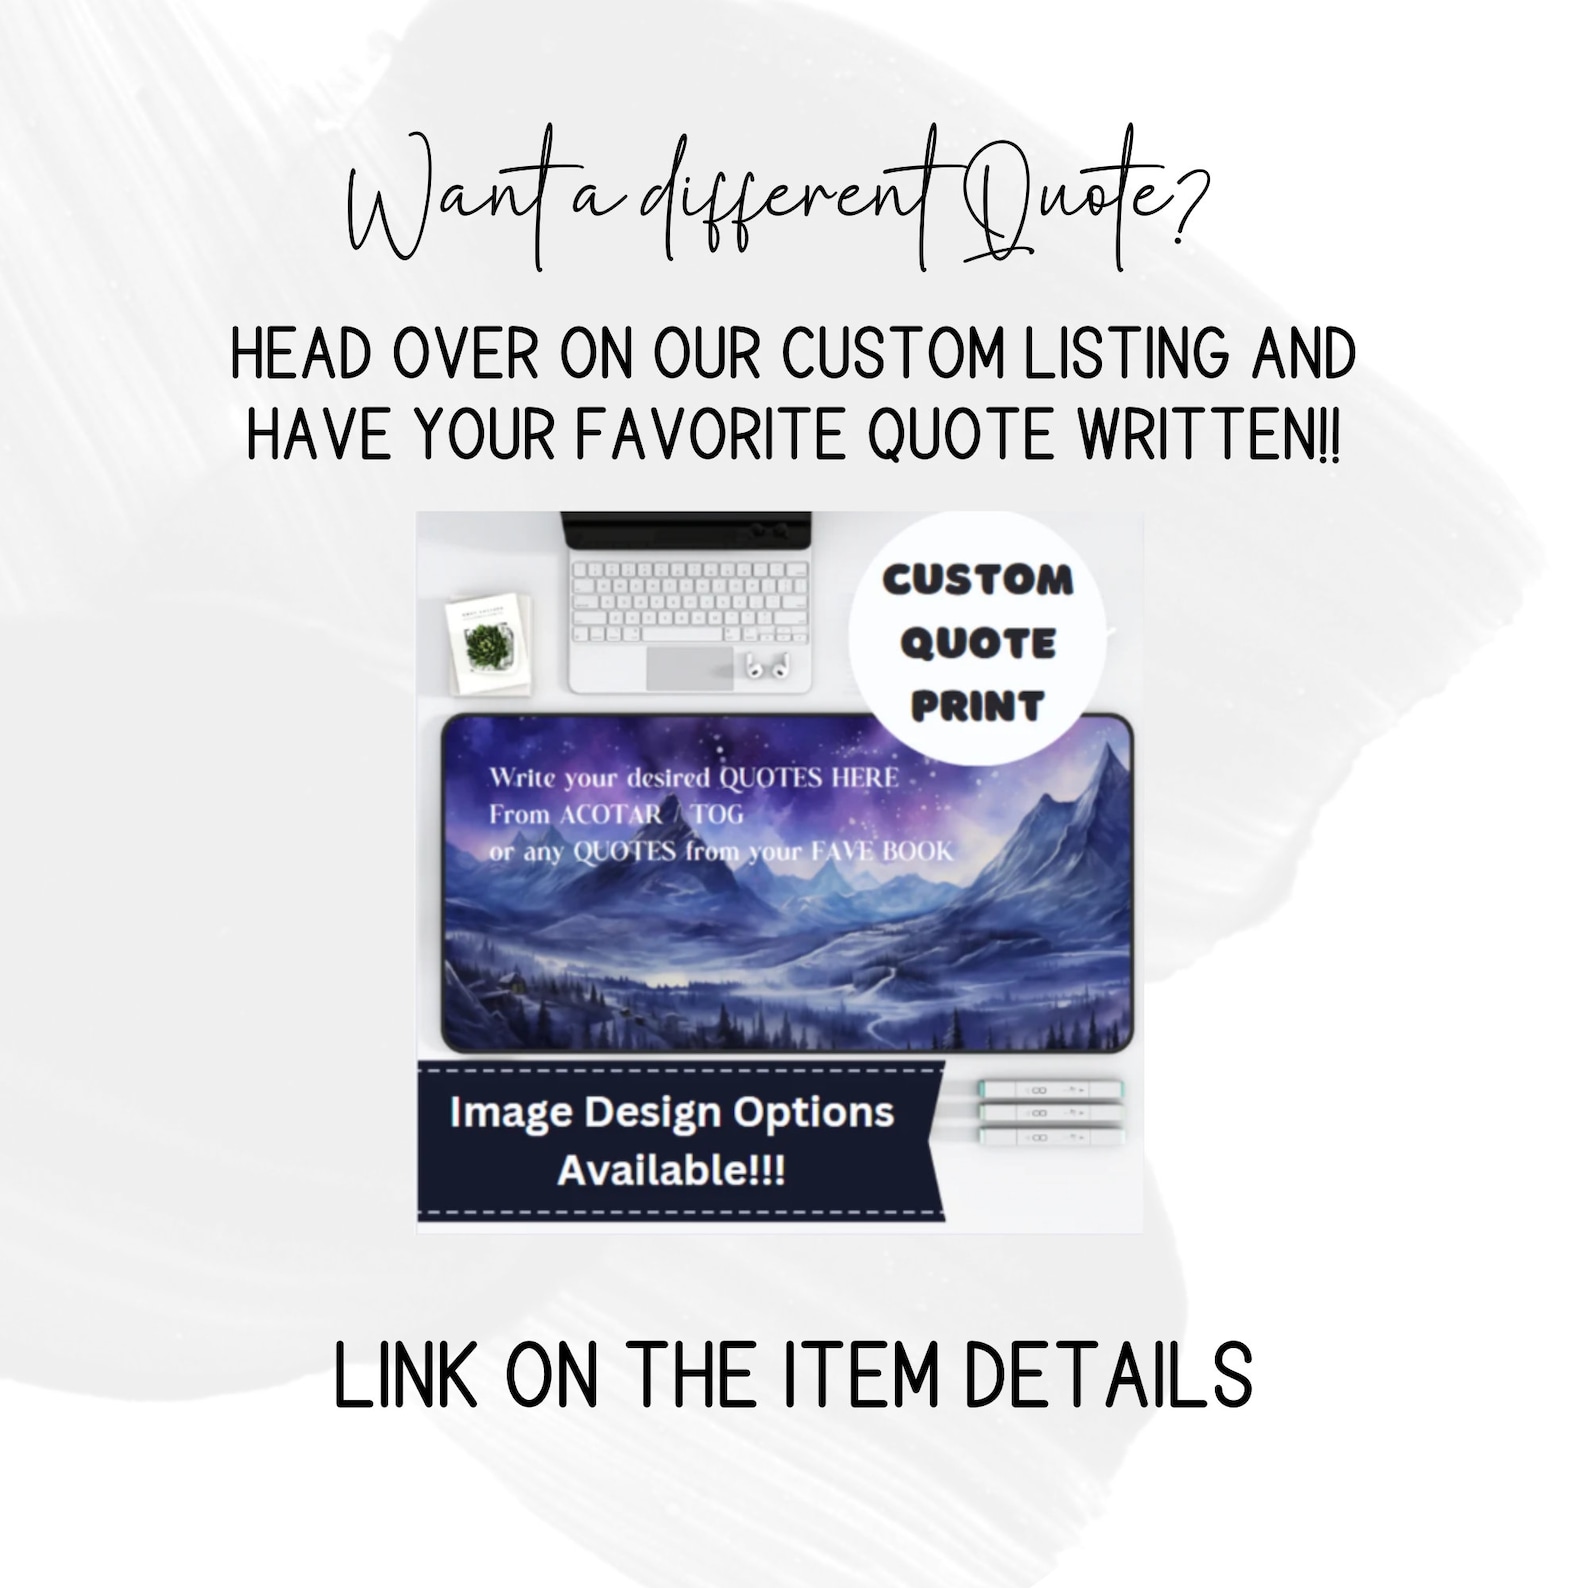 Want a different Quote?
HEAD OVER ON OUR CUSTOM LISTING AND
HAVE YOUR FAVORITE QUOTE WRITTEN!!
CUSTOM
QUOTE
PRINT
Write your desired QUOTES HERE
From ACOTAR / TOG
or any QUOTES from your FAVE BOOK
Image Design Options
Available!!!
LINK ON THE ITEM DETAILS